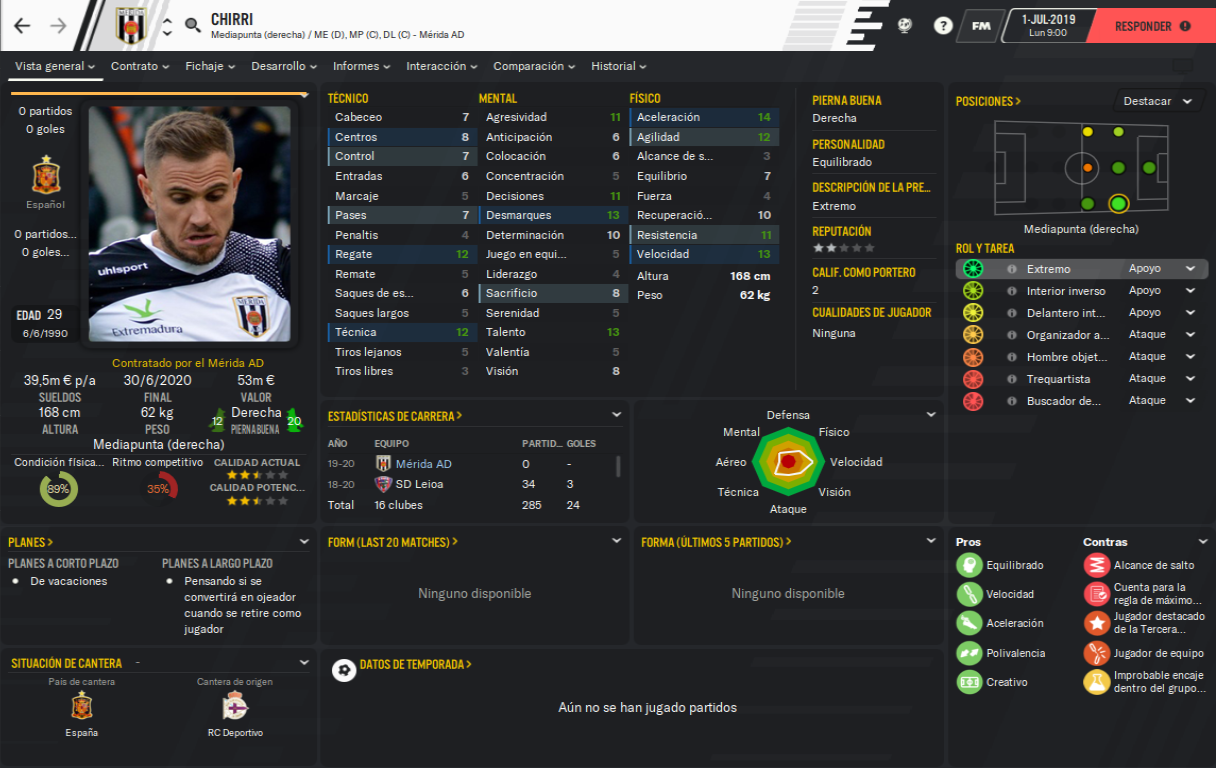 CHIRRI
Mediapunta (derecha) / ME (D), MP (C), DL (C) - Mérida AD
FM
1-JUL-2019
Lun 9:00
RESPONDER
Vista general
Contrato
Fichaje
Desarrollo
Informes
Interacción
Comparación
Historial
0 partidos
0 goles
Español
0 partidos...
0 goles...
EDAD 29
6/6/1990
uhlsport
Extremadura
MERIDA
Contratado por el Mérida AD
39,5m € p/a
SUELDOS
30/6/2020
FINAL
53m €
VALOR
168 cm
ALTURA
62 kg
PESO
12
Derecha
PIERNA BUENA
20
Mediapunta (derecha)
Condición física...
89%
Ritmo competitivo
35%
CALIDAD ACTUAL
CALIDAD POTENC...
TÉCNICO
Cabeceo 7
Centros 8
Control 7
Entradas 6
Marcaje 5
Pases 7
Penaltis 4
Regate 12
Remate 5
Saques de es... 6
Saques largos 5
Técnica 12
Tiros lejanos 5
Tiros libres 3
MENTAL
Agresividad 11
Anticipación 6
Colocación 6
Concentración 5
Decisiones 11
Desmarques 13
Determinación 10
Juego en equi... 5
Liderazgo 4
Sacrificio 8
Serenidad 5
Talento 13
Valentía 5
Visión 8
FÍSICO
Aceleración 14
Agilidad 12
Alcance de s... 3
Equilibrio 7
Fuerza 4
Recuperació... 10
Resistencia 11
Velocidad 13
Altura 168 cm
Peso 62 kg
PIERNA BUENA
Derecha
PERSONALIDAD
Equilibrado
DESCRIPCIÓN DE LA PRE...
Extremo
REPUTACIÓN
CALIF. COMO PORTERO
2
CUALIDADES DE JUGADOR
Ninguna
POSICIONES >
Destacar
Mediapunta (derecha)
ROL Y TAREA
Extremo Apoyo
Interior inverso Apoyo
Delantero int... Apoyo
Organizador a... Ataque
Hombre objet... Ataque
Trequartista Ataque
Buscador de... Ataque
ESTADÍSTICAS DE CARRERA >
AÑO EQUIPO PARTID... GOLES
19-20 Mérida AD 0 -
18-20 SD Leioa 34 3
Total 16 clubes 285 24
Defensa
Mental
Físico
Aéreo
Velocidad
Técnica
Visión
Ataque
PLANES >
PLANES A CORTO PLAZO
De vacaciones
PLANES A LARGO PLAZO
Pensando si se
convertirá en ojeador
cuando se retire como
jugador
FORM (LAST 20 MATCHES) >
Ninguno disponible
FORMA (ÚLTIMOS 5 PARTIDOS) >
Ninguno disponible
Pros
Equilibrado
Velocidad
Aceleración
Polivalencia
Creativo
Contras
Alcance de salto
Cuenta para la
regla de máximo...
Jugador destacado
de la Tercera...
Jugador de equipo
Improbable encaje
dentro del grupo...
SITUACIÓN DE CANTERA -
País de cantera
España
Cantera de origen
RC Deportivo
DATOS DE TEMPORADA >
Aún no se han jugado partidos